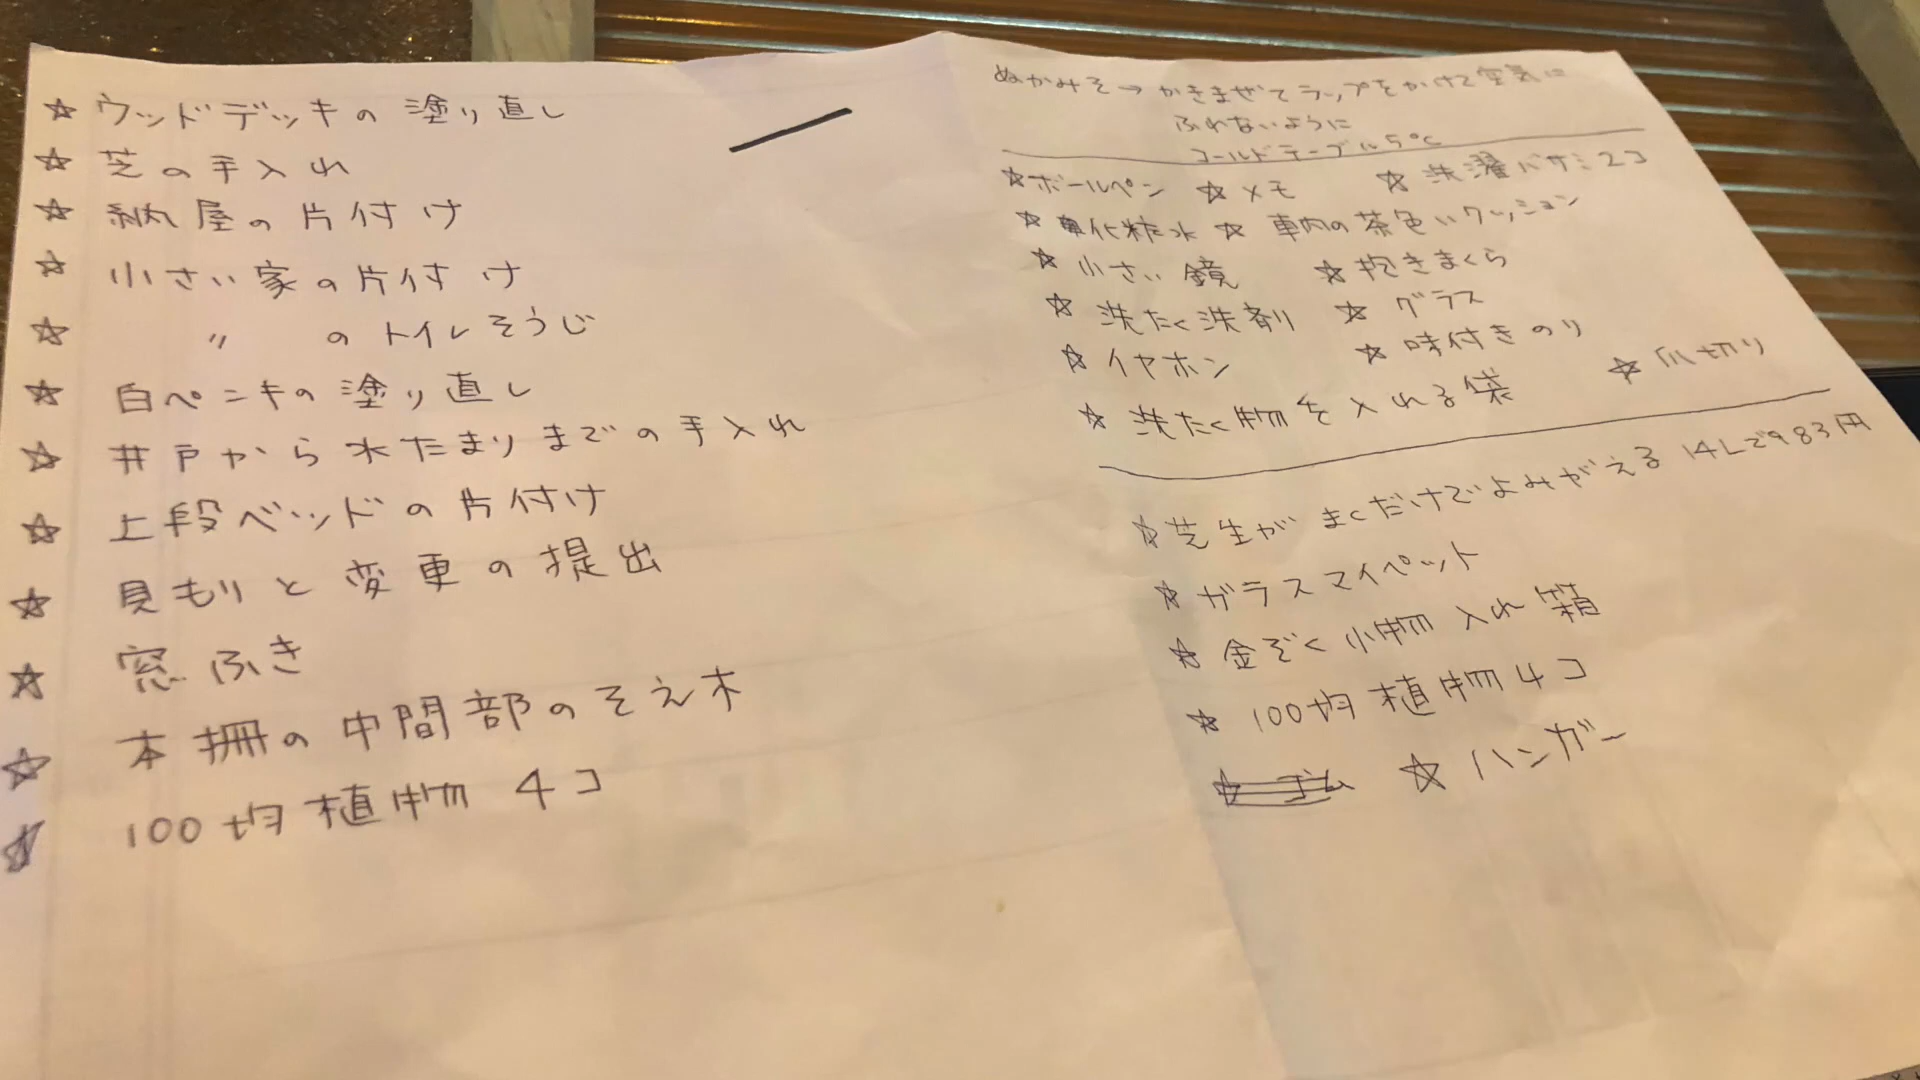 ☆ ウッドデッキの塗り直し
☆ 芝の手入れ
☆ 納屋の片付け
☆ 小さい家の片付け
☆ 〃 のトイレそうじ
☆ 白ペンキの塗り直し
☆ 井戸から水たまりまでの手入れ
☆ 上段ベッドの片付け
☆ 見もりと変更の提出
☆ 窓ふき
☆ 本柵の中間部のそえ木
☆ 100均植物 4コ
ぬかみそ→かきまぜてラップをかけて空気に
ふれないように
コールドテーブル5℃
☆ボールペン ☆メモ ☆洗濯バサミ2コ
☆ 化粧水 ☆ 車内の茶色いクッション
☆ 小さい鏡 ☆抱きまくら
☆ 洗たく洗剤 ☆ グラス
☆ イヤホン ☆ 味付きのり
☆ 洗たく物を入れる袋 ☆爪切り
☆芝生がまくだけでよみがえる 14Lで983円
☆ ガラスマイペット
☆ 金ぞく小物入れ箱
☆ 100均植物4コ
☆ ハンガー